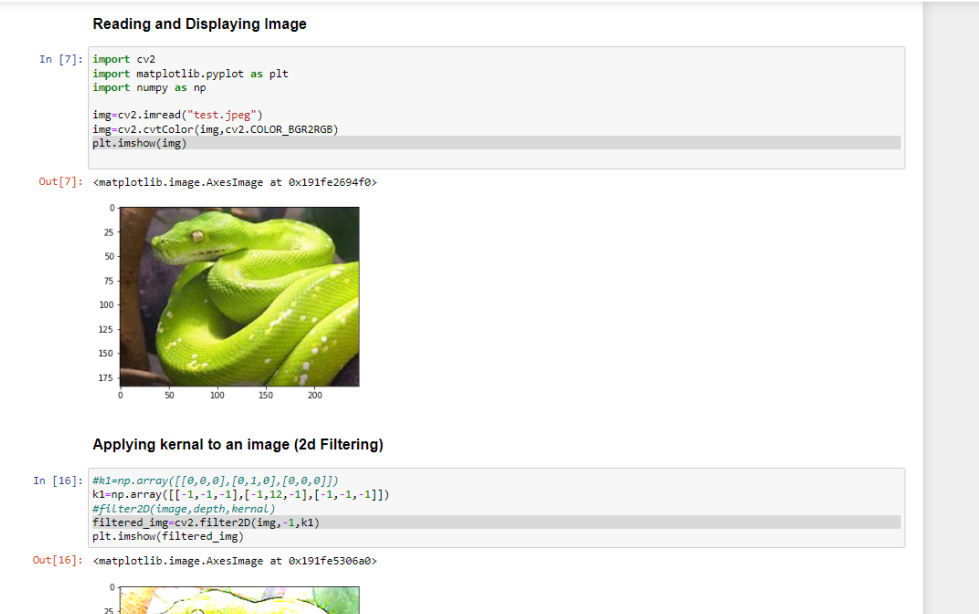 Reading and Displaying Image
In [7]:
import cv2
import matplotlib.pyplot as plt
import numpy as np
img=cv2.imread("test.jpeg")
img=cv2.cvtColor(img,cv2.COLOR_BGR2RGB)
plt.imshow(img)
Out[7]: <matplotlib.image.AxesImage at 0x191fe2694f0>
0
25
50
75
100
125
150
175
0 50 100 150 200
Applying kernal to an image (2d Filtering)
In [16]:
#k1=np.array([[0,0,0],[0,1,0],[0,0,0]])
k1=np.array([[-1,-1,-1],[-1,12,-1],[-1,-1,-1]])
#filter2D(image,depth,kernal)
filtered_img=cv2.filter2D(img,-1,k1)
plt.imshow(filtered_img)
Out[16]: <matplotlib.image.AxesImage at 0x191fe5306a0>
0
25